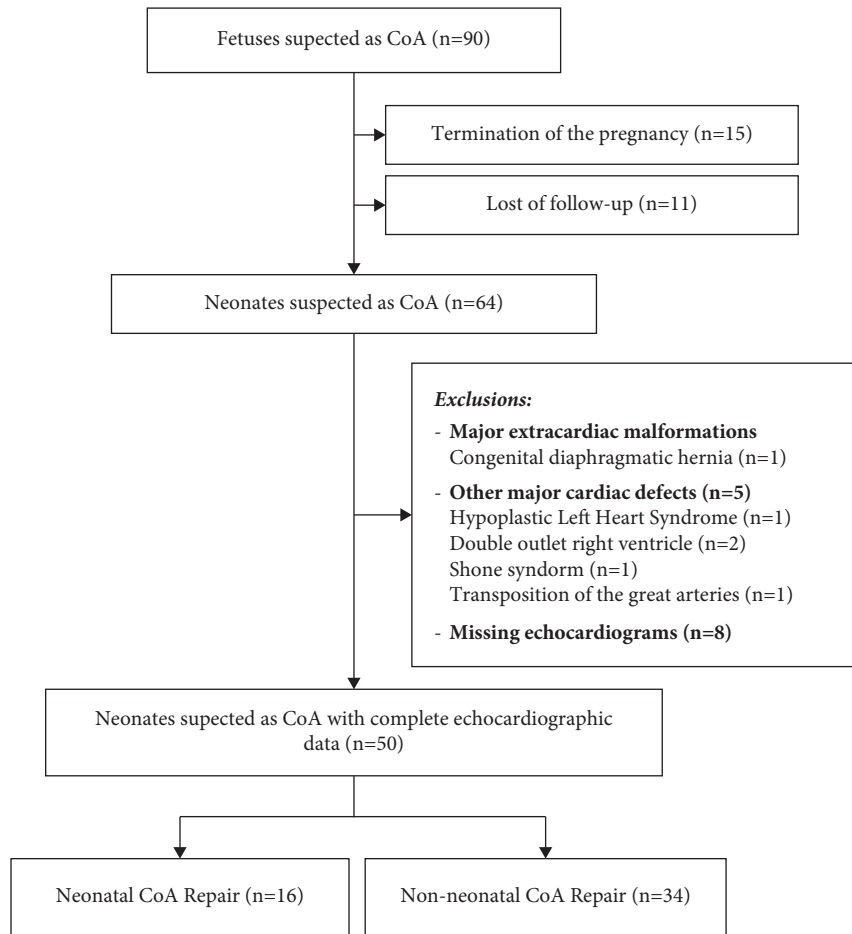 Fetuses supected as CoA (n=90)
Termination of the pregnancy (n=15)
Lost of follow-up (n=11)
Neonates suspected as CoA (n=64)
Exclusions:
- Major extracardiac malformations
Congenital diaphragmatic hernia (n=1)
- Other major cardiac defects (n=5)
Hypoplastic Left Heart Syndrome (n=1)
Double outlet right ventricle (n=2)
Shone syndorm (n=1)
Transposition of the great arteries (n=1)
- Missing echocardiograms (n=8)
Neonates supected as CoA with complete echocardiographic
data (n=50)
Neonatal CoA Repair (n=16)
Non-neonatal CoA Repair (n=34)